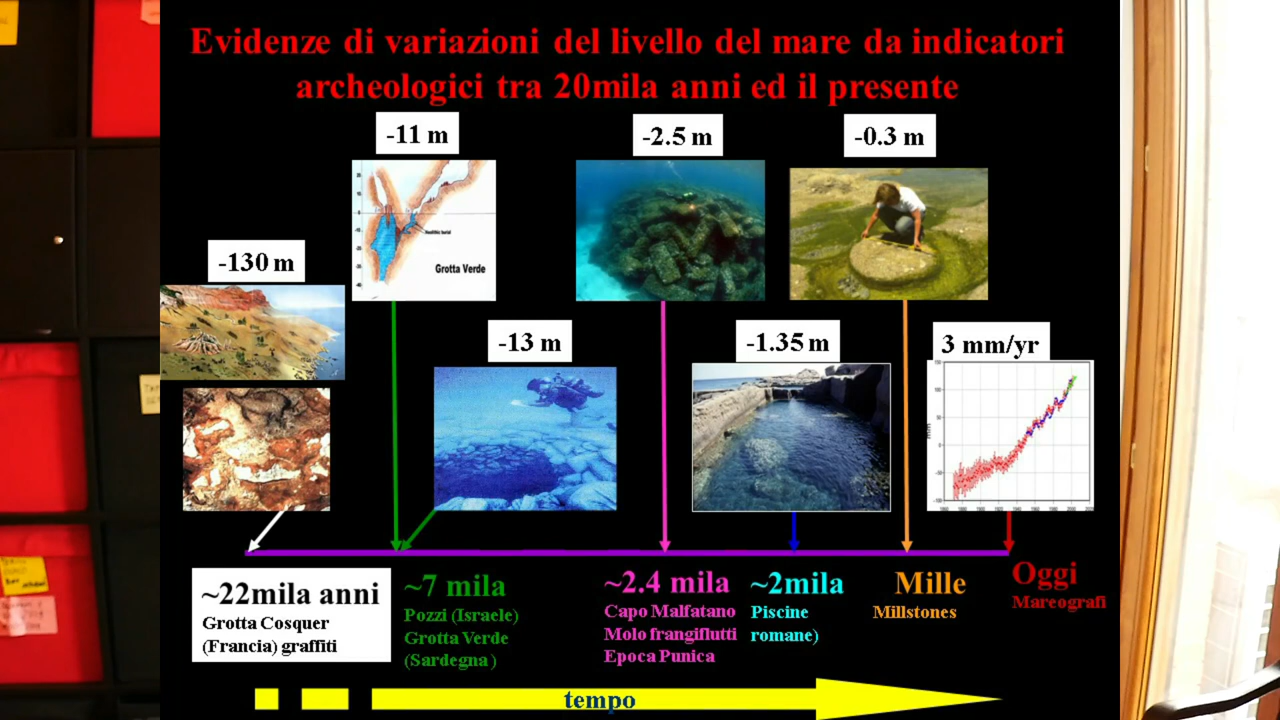 Evidenze di variazioni del livello del mare da indicatori
archeologici tra 20mila anni ed il presente
-11 m
-2.5 m
-0.3 m
Neolithic burial
Grotta Verde
-130 m
-13 m
-1.35 m
3 mm/yr
~22mila anni
Grotta Cosquer
(Francia) graffiti
~7 mila
Pozzi (Israele)
Grotta Verde
(Sardegna )
~2.4 mila
Capo Malfatano
Molo frangiflutti
Epoca Punica
~2mila
Piscine
romane)
Mille
Millstones
Oggi
Mareografi
tempo